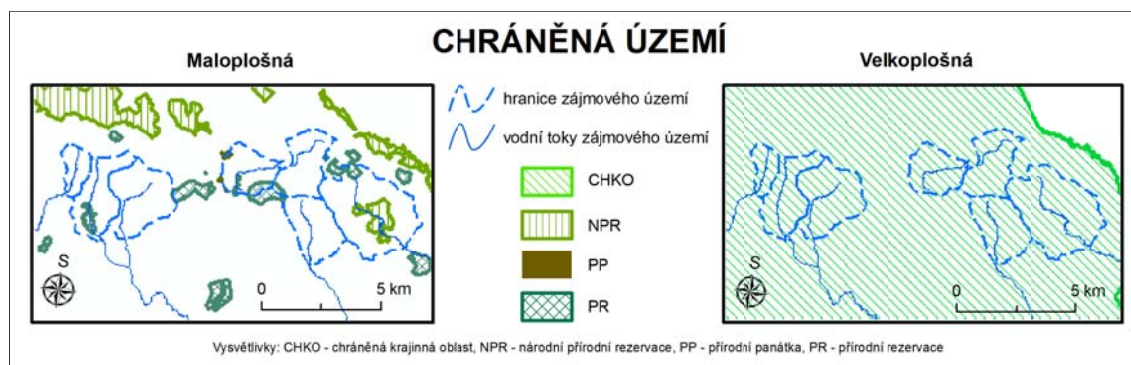 CHRÁNĚNÁ ÚZEMÍ
Maloplošná
Velkoplošná
hranice zájmového území
vodní toky zájmového území
CHKO
NPR
PP
PR
S
0 5 km
S
0 5 km
Vysvětlivky: CHKO - chráněná krajinná oblast, NPR - národní přírodní rezervace, PP - přírodní panátka, PR - přírodní rezervace